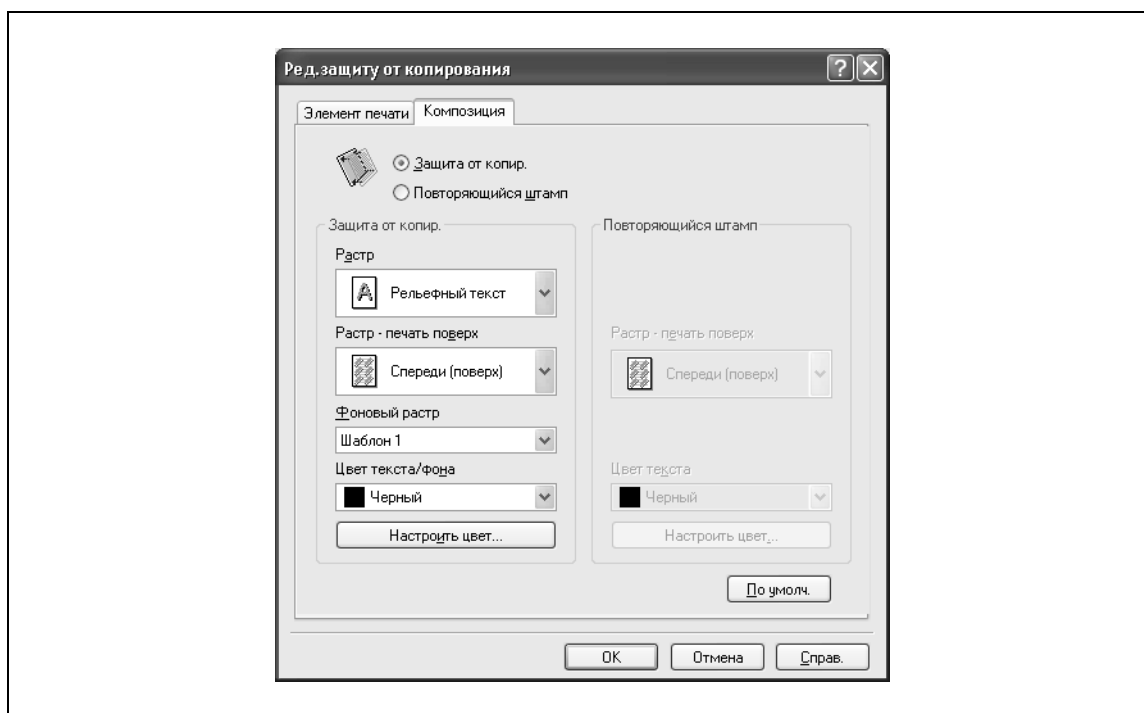 Ред.защиту от копирования
Элемент печати Композиция
Защита от копир.
Повторяющийся штамп
Защита от копир.
Растр
A Рельефный текст
Растр - печать поверх
Спереди (поверх)
Фоновый растр
Шаблон 1
Цвет текста/фона
Черный
Настроить цвет...
Повторяющийся штамп
Растр - печать поверх
Спереди (поверх)
Цвет текста
Черный
Настроить цвет...
По умолч.
OK Отмена Справ.